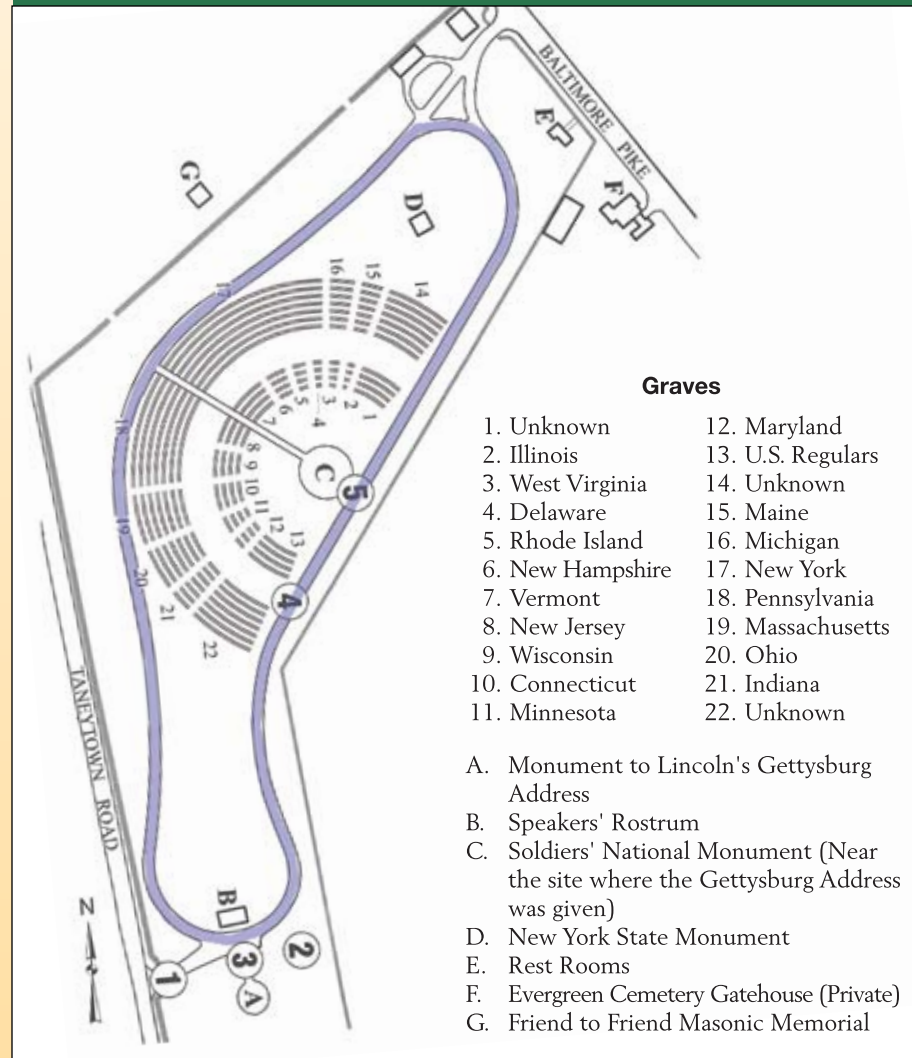 BALTIMORE PIKE
E
F
G
D
17
16
15
14
1
2
3
4
5
6
7
8
9
10
11
12
13
C
5
18
19
20
21
22
4
TANEYTOWN ROAD
N
B
1
3
2
A
Graves
1. Unknown
2. Illinois
3. West Virginia
4. Delaware
5. Rhode Island
6. New Hampshire
7. Vermont
8. New Jersey
9. Wisconsin
10. Connecticut
11. Minnesota
12. Maryland
13. U.S. Regulars
14. Unknown
15. Maine
16. Michigan
17. New York
18. Pennsylvania
19. Massachusetts
20. Ohio
21. Indiana
22. Unknown
A. Monument to Lincoln's Gettysburg
Address
B. Speakers' Rostrum
C. Soldiers' National Monument (Near
the site where the Gettysburg Address
was given)
D. New York State Monument
E. Rest Rooms
F. Evergreen Cemetery Gatehouse (Private)
G. Friend to Friend Masonic Memorial